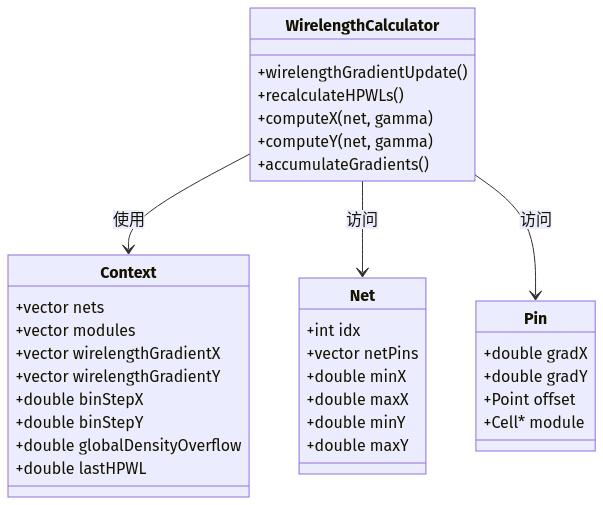 WirelengthCalculator
+wirelengthGradientUpdate()
+recalculateHPWLs()
+computeX(net, gamma)
+computeY(net, gamma)
+accumulateGradients()
使用
访问
访问
Context
+vector nets
+vector modules
+vector wirelengthGradientX
+vector wirelengthGradientY
+double binStepX
+double binStepY
+double globalDensityOverflow
+double lastHPWL
Net
+int idx
+vector netPins
+double minX
+double maxX
+double minY
+double maxY
Pin
+double gradX
+double gradY
+Point offset
+Cell* module